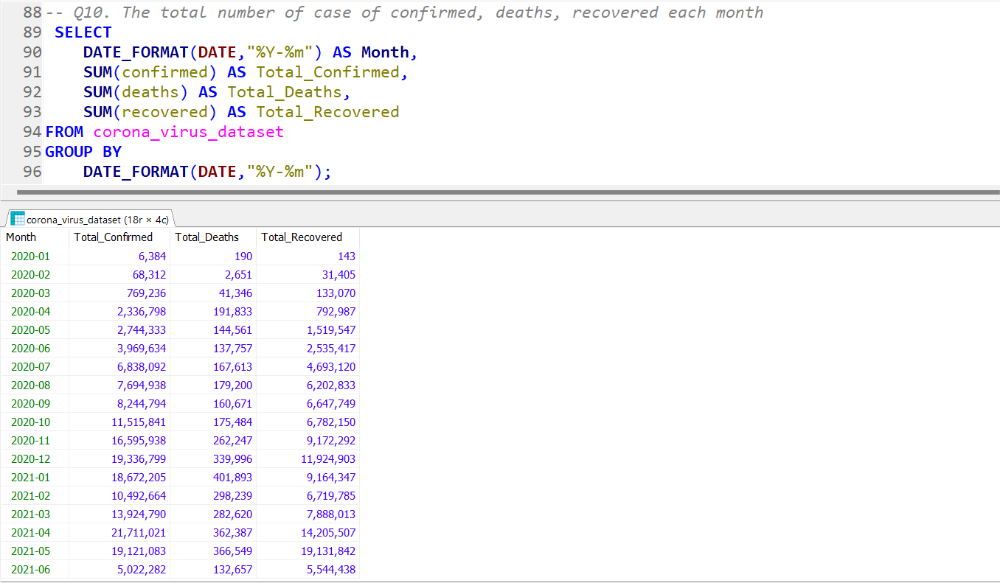 88 -- Q10. The total number of case of confirmed, deaths, recovered each month
89 SELECT
90 DATE_FORMAT(DATE,"%Y-%m") AS Month,
91 SUM(confirmed) AS Total_Confirmed,
92 SUM(deaths) AS Total_Deaths,
93 SUM(recovered) AS Total_Recovered
94 FROM corona_virus_dataset
95 GROUP BY
96 DATE_FORMAT(DATE,"%Y-%m");
corona_virus_dataset (18r × 4c)
Month Total_Confirmed Total_Deaths Total_Recovered
2020-01 6,384 190 143
2020-02 68,312 2,651 31,405
2020-03 769,236 41,346 133,070
2020-04 2,336,798 191,833 792,987
2020-05 2,744,333 144,561 1,519,547
2020-06 3,969,634 137,757 2,535,417
2020-07 6,838,092 167,613 4,693,120
2020-08 7,694,938 179,200 6,202,833
2020-09 8,244,794 160,671 6,647,749
2020-10 11,515,841 175,484 6,782,150
2020-11 16,595,938 262,247 9,172,292
2020-12 19,336,799 339,996 11,924,903
2021-01 18,672,205 401,893 9,164,347
2021-02 10,492,664 298,239 6,719,785
2021-03 13,924,790 282,620 7,888,013
2021-04 21,711,021 362,387 14,205,507
2021-05 19,121,083 366,549 19,131,842
2021-06 5,022,282 132,657 5,544,438